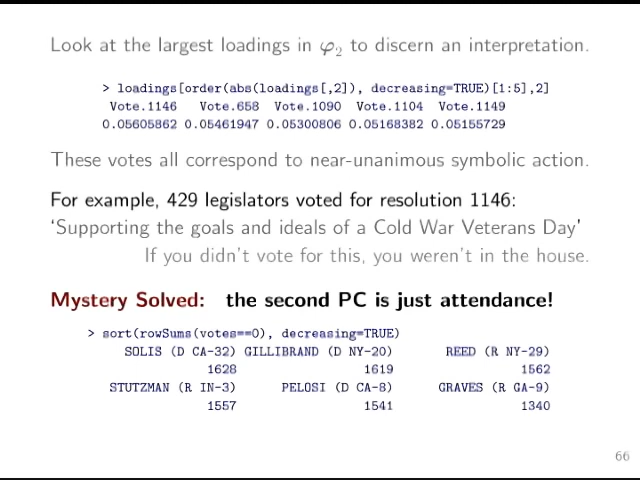 Look at the largest loadings in φ₂ to discern an interpretation.
> loadings[order(abs(loadings[,2]), decreasing=TRUE)[1:5],2]
Vote.1146 Vote.658 Vote.1090 Vote.1104 Vote.1149
0.05605862 0.05461947 0.05300806 0.05168382 0.05155729
These votes all correspond to near-unanimous symbolic action.
For example, 429 legislators voted for resolution 1146:
‘Supporting the goals and ideals of a Cold War Veterans Day’
If you didn’t vote for this, you weren’t in the house.
Mystery Solved: the second PC is just attendance!
> sort(rowSums(votes==0), decreasing=TRUE)
SOLIS (D CA-32) GILLIBRAND (D NY-20) REED (R NY-29)
1628 1619 1562
STUTZMAN (R IN-3) PELOSI (D CA-8) GRAVES (R GA-9)
1557 1541 1340
66